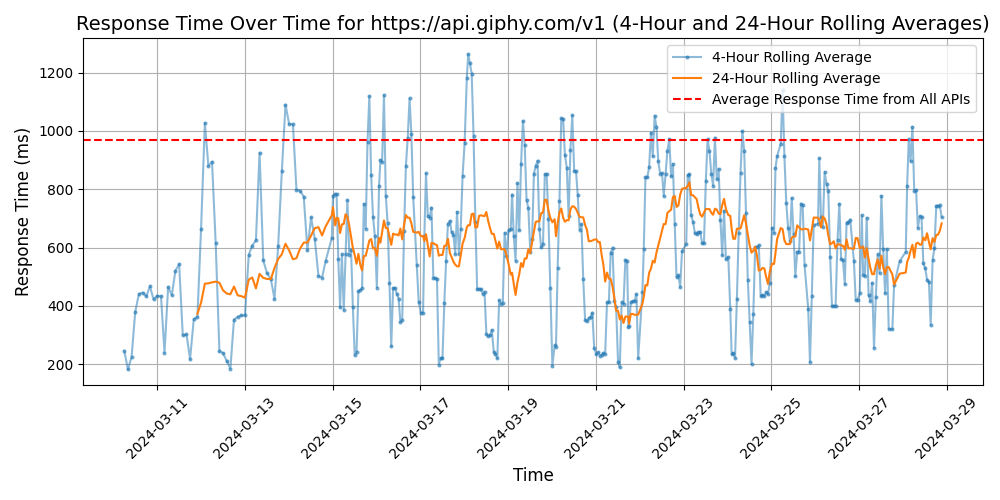 Response Time Over Time for https://api.giphy.com/v1 (4-Hour and 24-Hour Rolling Averages)
4-Hour Rolling Average
24-Hour Rolling Average
Average Response Time from All APIs
Response Time (ms)
1200
1000
800
600
400
200
2024-03-11
2024-03-13
2024-03-15
2024-03-17
2024-03-19
2024-03-21
2024-03-23
2024-03-25
2024-03-27
2024-03-29
Time